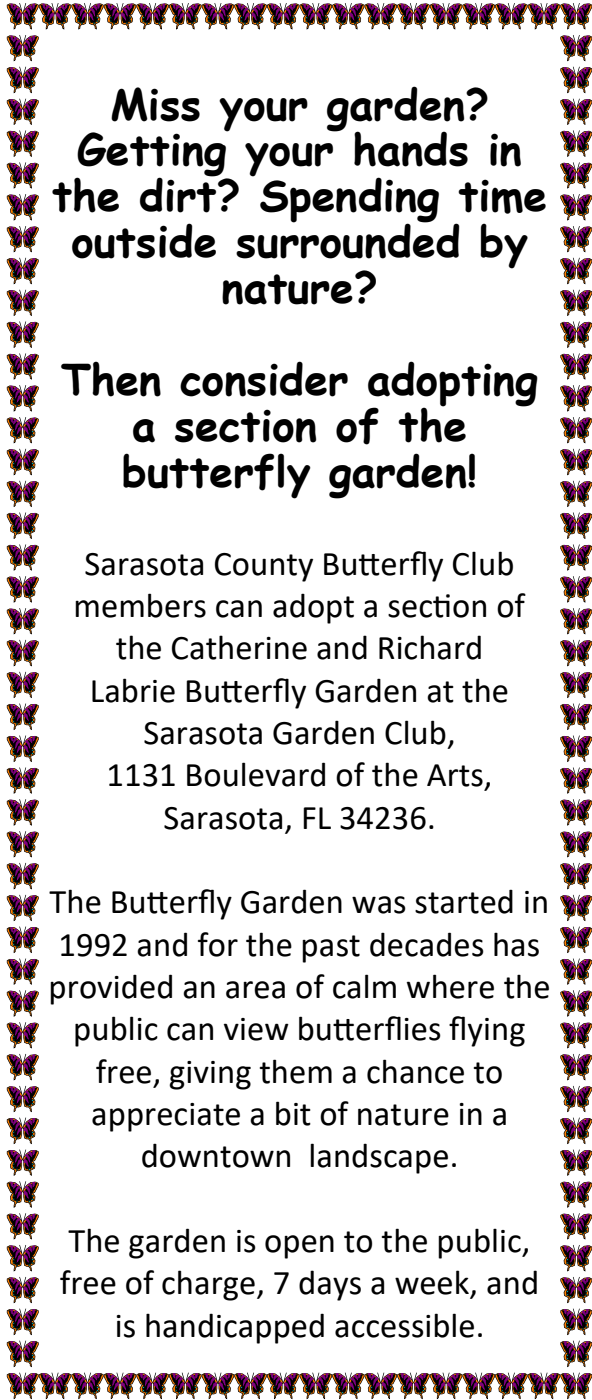 Miss your garden?
Getting your hands in
the dirt? Spending time
outside surrounded by
nature?
Then consider adopting
a section of the
butterfly garden!
Sarasota County Butterfly Club
members can adopt a section of
the Catherine and Richard
Labrie Butterfly Garden at the
Sarasota Garden Club,
1131 Boulevard of the Arts,
Sarasota, FL 34236.
The Butterfly Garden was started in
1992 and for the past decades has
provided an area of calm where the
public can view butterflies flying
free, giving them a chance to
appreciate a bit of nature in a
downtown  landscape.
The garden is open to the public,
free of charge, 7 days a week, and
is handicapped accessible.